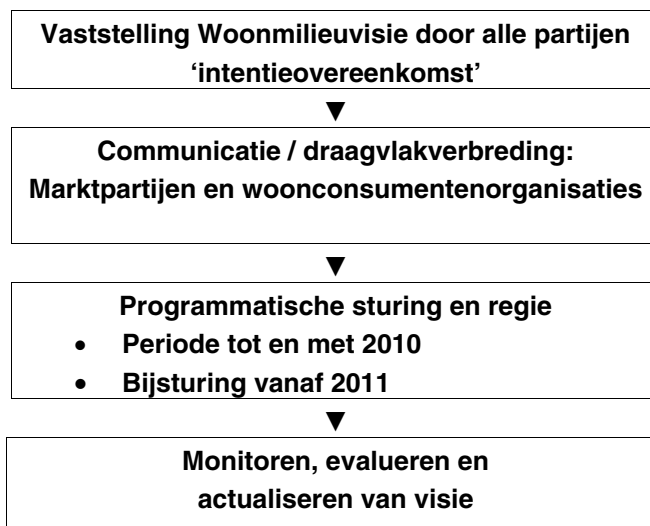 Vaststelling Woonmilieuvisie door alle partijen
‘intentieovereenkomst’
Communicatie / draagvlakverbreding:
Marktpartijen en woonconsumentenorganisaties
Programmatische sturing en regie
• Periode tot en met 2010
• Bijsturing vanaf 2011
Monitoren, evalueren en
actualiseren van visie